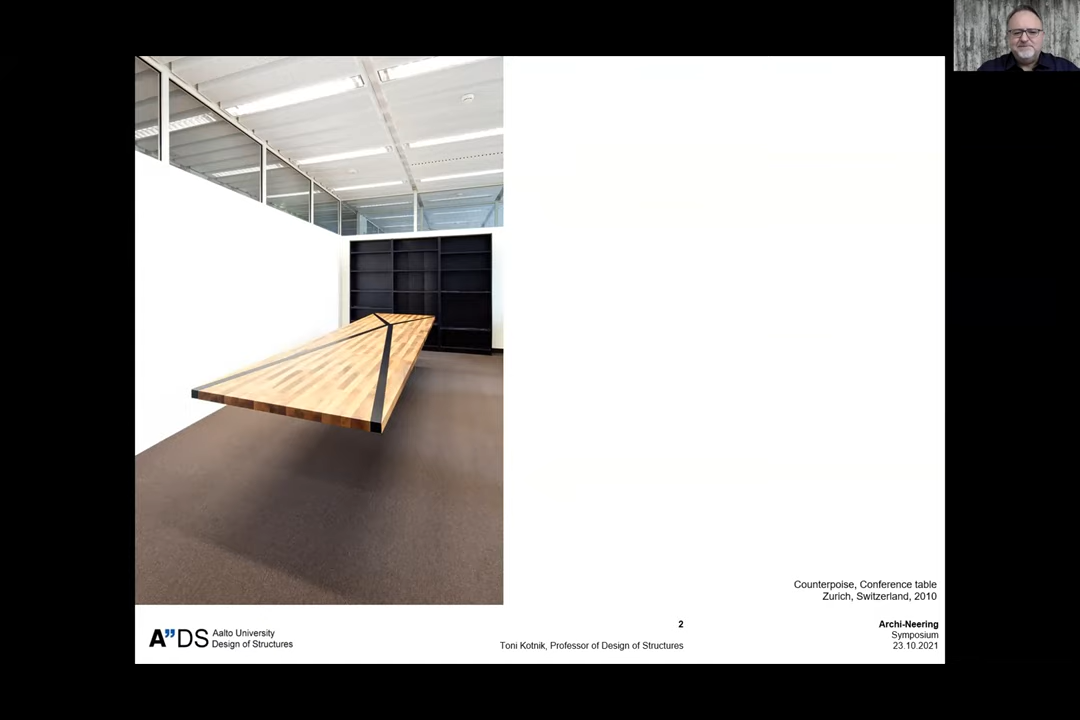 Counterpoise, Conference table
Zurich, Switzerland, 2010
A”DS Aalto University
Design of Structures
2
Toni Kotnik, Professor of Design of Structures
Archi-Neering
Symposium
23.10.2021